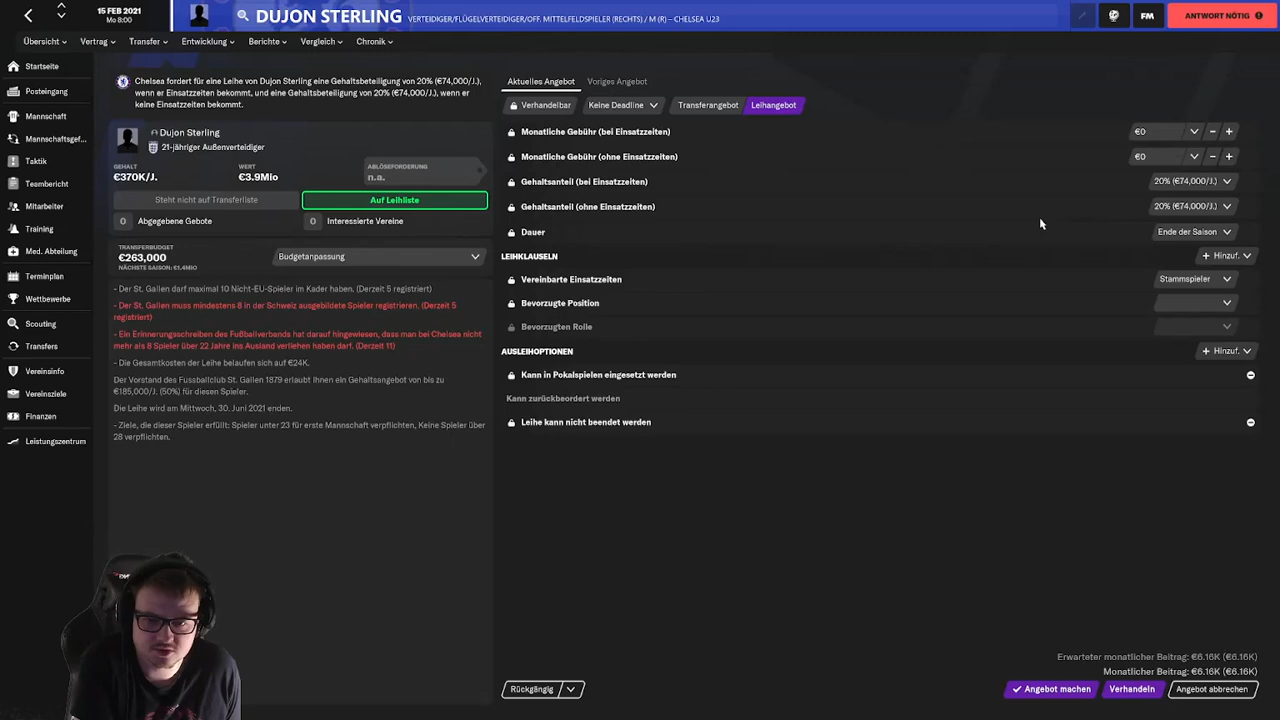 15 FEB 2021
Mo 8:00
DUJON STERLING
VERTEIDIGER/FLÜGELVERTEIDIGER/OFF. MITTELFELDSPIELER (RECHTS) / M (R) – CHELSEA U23
FM
ANTWORT NÖTIG
Übersicht
Vertrag
Transfer
Entwicklung
Berichte
Vergleich
Chronik
Startseite
Posteingang
Mannschaft
Mannschaftsgef...
Taktik
Teambericht
Mitarbeiter
Training
Med. Abteilung
Terminplan
Wettbewerbe
Scouting
Transfers
Vereinsinfo
Vereinsziele
Finanzen
Leistungszentrum
Chelsea fordert für eine Leihe von Dujon Sterling eine Gehaltsbeteiligung von 20% (€74,000/J.),
wenn er Einsatzzeiten bekommt, und eine Gehaltsbeteiligung von 20% (€74,000/J.), wenn er
keine Einsatzzeiten bekommt.
Dujon Sterling
21-jähriger Außenverteidiger
GEHALT
€370K/J.
WERT
€3.9Mio
ABLÖSEFORDERUNG
n.a.
Steht nicht auf Transferliste
Auf Leihliste
0 Abgegebene Gebote
0 Interessierte Vereine
TRANSFERBUDGET
€263,000
NÄCHSTE SAISON: €1.4MIO
Budgetanpassung
- Der St. Gallen darf maximal 10 Nicht-EU-Spieler im Kader haben. (Derzeit 5 registriert)
- Der St. Gallen muss mindestens 8 in der Schweiz ausgebildete Spieler registrieren. (Derzeit 5
registriert)
- Ein Erinnerungsschreiben des Fußballverbands hat darauf hingewiesen, dass man bei Chelsea nicht
mehr als 8 Spieler über 22 Jahre ins Ausland verliehen haben darf. (Derzeit 11)
- Die Gesamtkosten der Leihe belaufen sich auf €24K.
Der Vorstand des Fussballclub St. Gallen 1879 erlaubt Ihnen ein Gehaltsangebot von bis zu
€185,000/J. (50%) für diesen Spieler.
Die Leihe wird am Mittwoch, 30. Juni 2021 enden.
- Ziele, die dieser Spieler erfüllt: Spieler unter 23 für erste Mannschaft verpflichten, Keine Spieler über
28 verpflichten.
Aktuelles Angebot
Voriges Angebot
Verhandelbar
Keine Deadline
Transferangebot
Leihangebot
Monatliche Gebühr (bei Einsatzzeiten)
€0
Monatliche Gebühr (ohne Einsatzzeiten)
€0
Gehaltsanteil (bei Einsatzzeiten)
20% (€74,000/J.)
Gehaltsanteil (ohne Einsatzzeiten)
20% (€74,000/J.)
Dauer
Ende der Saison
LEIHKLAUSELN
+ Hinzuf.
Vereinbarte Einsatzzeiten
Stammspieler
Bevorzugte Position
Bevorzugten Rolle
AUSLEIHOPTIONEN
+ Hinzuf.
Kann in Pokalspielen eingesetzt werden
Kann zurückbeordert werden
Leihe kann nicht beendet werden
Erwarteter monatlicher Beitrag: €6.16K (€6.16K)
Monatlicher Beitrag: €6.16K (€6.16K)
Rückgängig
Angebot machen
Verhandeln
Angebot abbrechen